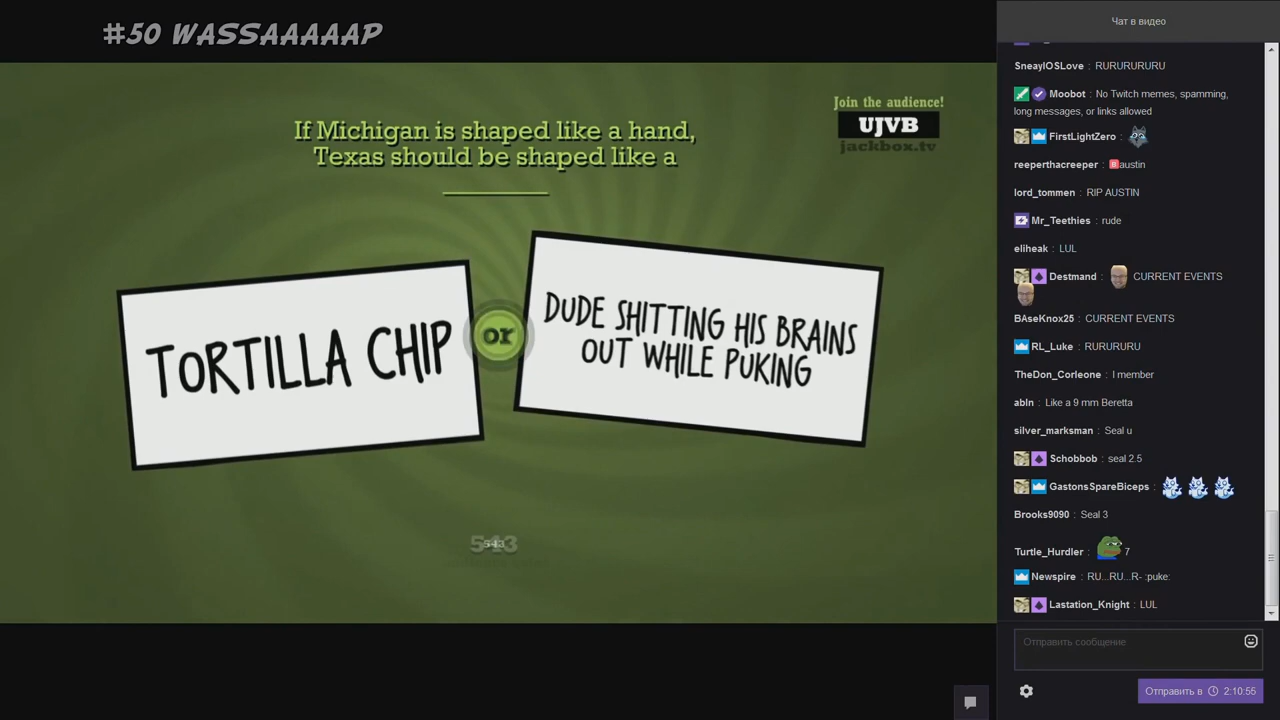 #50 WASSAAAAAP
Join the audience!
UJVB
jackbox.tv
If Michigan is shaped like a hand,
Texas should be shaped like a
TORTILLA CHIP
or
DUDE SHITTING HIS BRAINS
OUT WHILE PUKING
543
Чат в видео
SneaylOSLove : RURURURURU
Moobot : No Twitch memes, spamming,
long messages, or links allowed
FirstLightZero :
reeperthacreeper : B austin
lord_tommen : RIP AUSTIN
Mr_Teethies : rude
eliheak : LUL
Destmand : CURRENT EVENTS
BAseKnox25 : CURRENT EVENTS
RL_Luke : RURURURU
TheDon_Corleone : I member
abln : Like a 9 mm Beretta
silver_marksman : Seal u
Schobbob : seal 2.5
GastonsSpareBiceps :
Brooks9090 : Seal 3
Turtle_Hurdler : 7
Newspire : RU...RU...R- :puke:
Lastation_Knight : LUL
Отправить сообщение
Отправить в 2:10:55